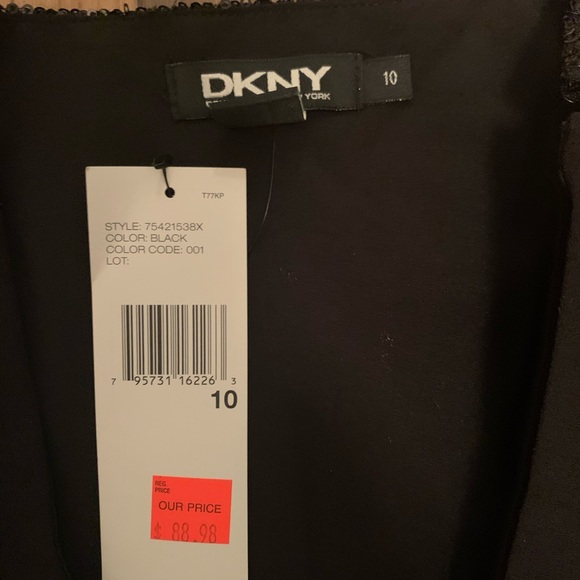 DKNY
YORK
10
T77KP
STYLE: 75421538X
COLOR: BLACK
COLOR CODE: 001
LOT:
7 95731 16226 3
10
REG.
PRICE
OUR PRICE
$ 88.98